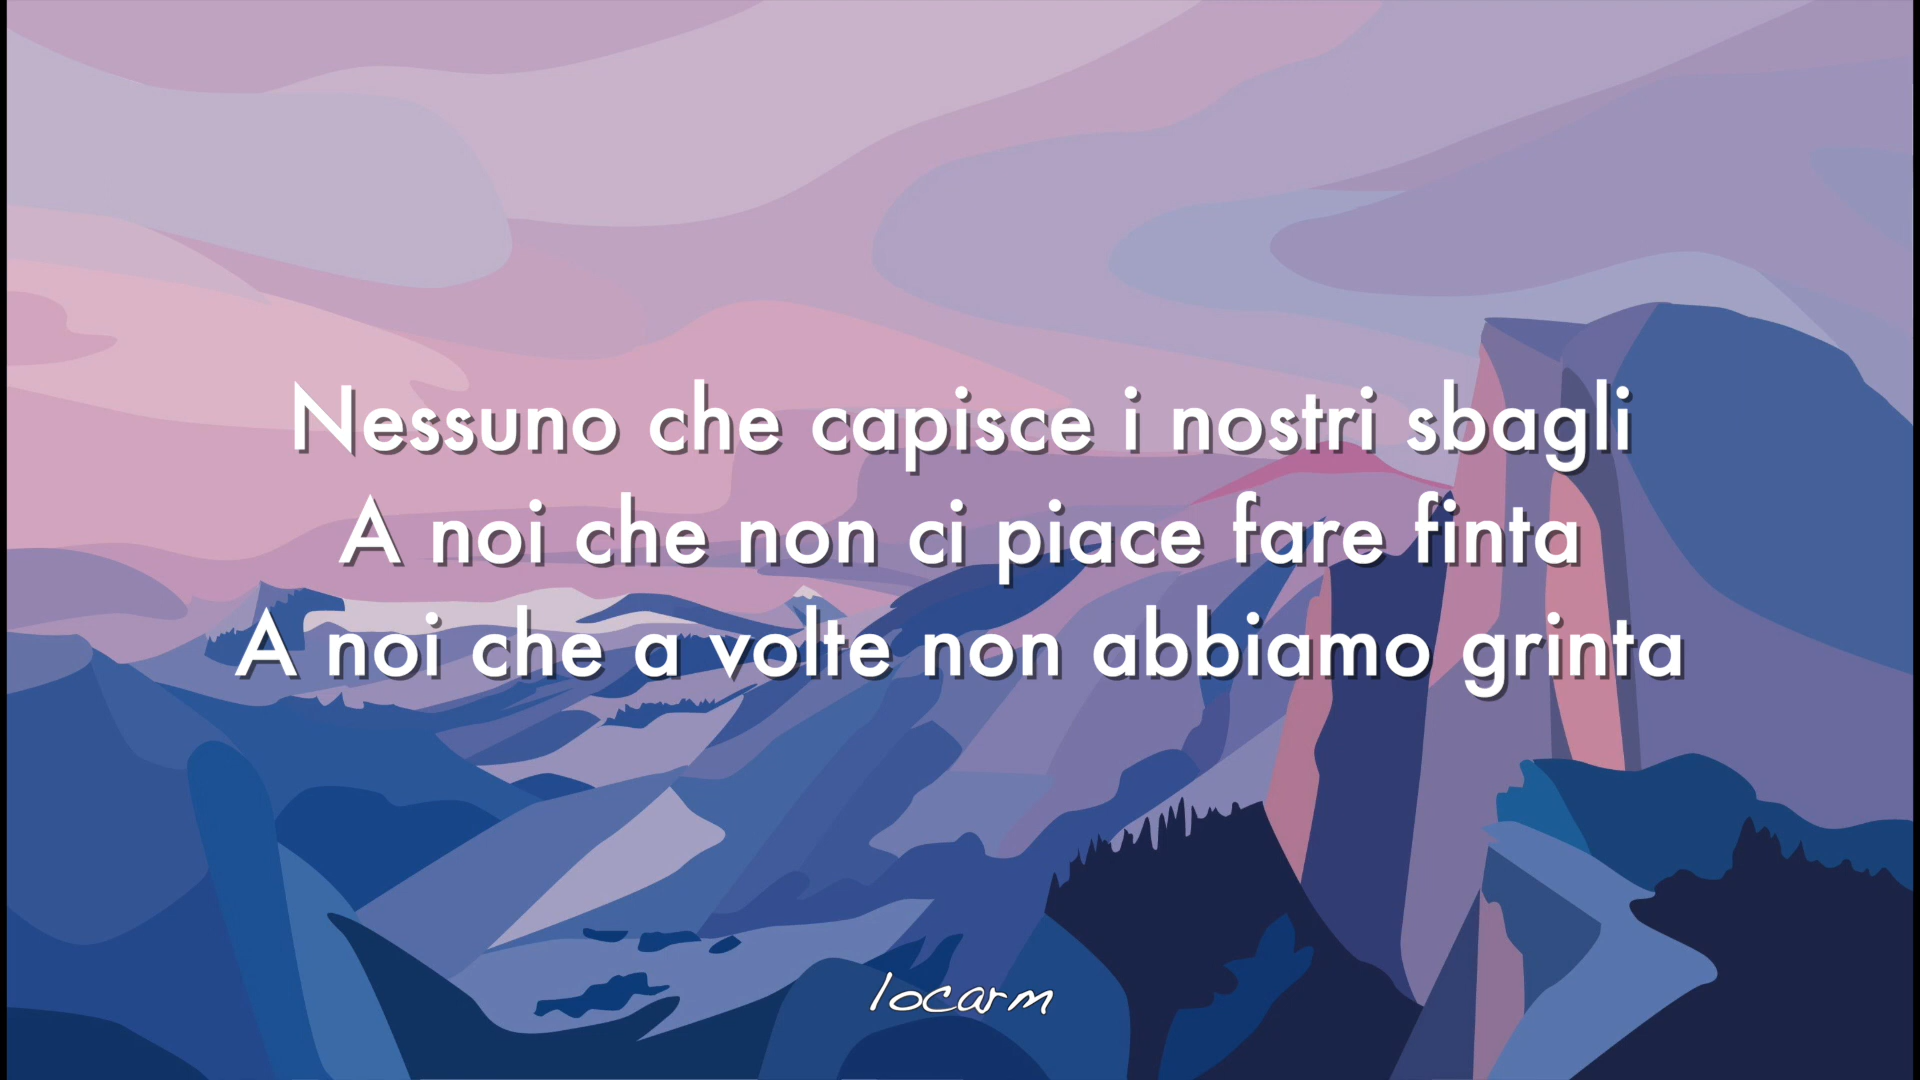 Nessuno che capisce i nostri sbagli
A noi che non ci piace fare finta
A noi che a volte non abbiamo grinta
locarm